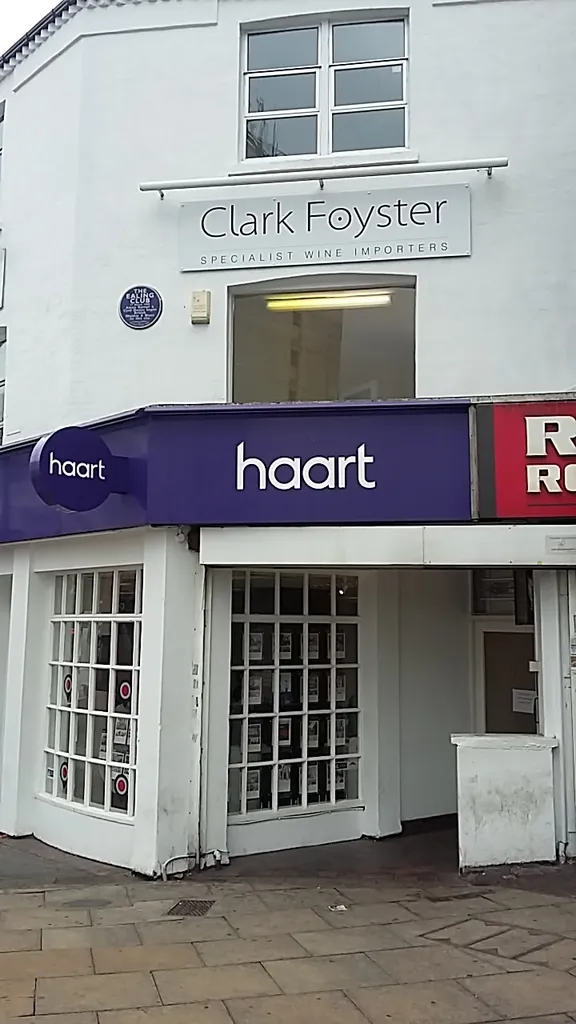 Clark Foyster
SPECIALIST WINE IMPORTERS
THE
EALING
CLUB
haart
haart
R
RO